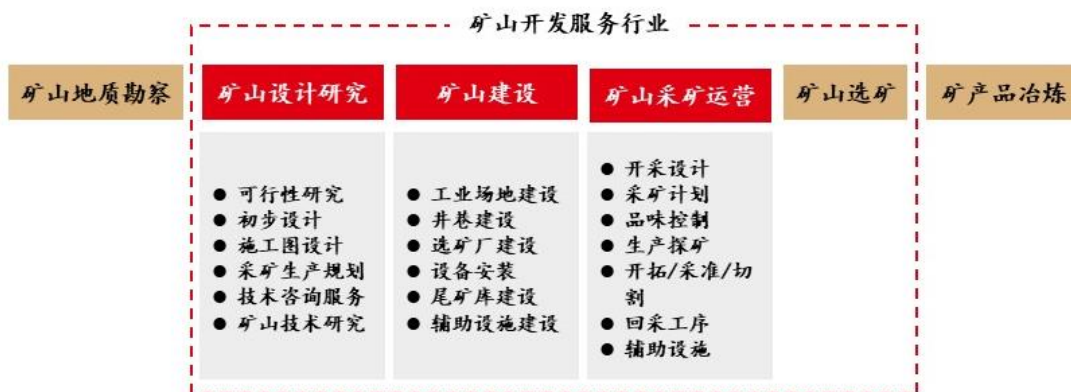 矿山开发服务行业
矿山地质勘察
矿山设计研究
矿山建设
矿山采矿运营
矿山选矿
矿产品冶炼
● 可行性研究
● 初步设计
● 施工图设计
● 采矿生产规划
● 技术咨询服务
● 矿山技术研究
● 工业场地建设
● 井巷建设
● 选矿厂建设
● 设备安装
● 尾矿库建设
● 辅助设施建设
● 开采设计
● 采矿计划
● 品味控制
● 生产探矿
● 开拓/采准/切
割
● 回采工序
● 辅助设施